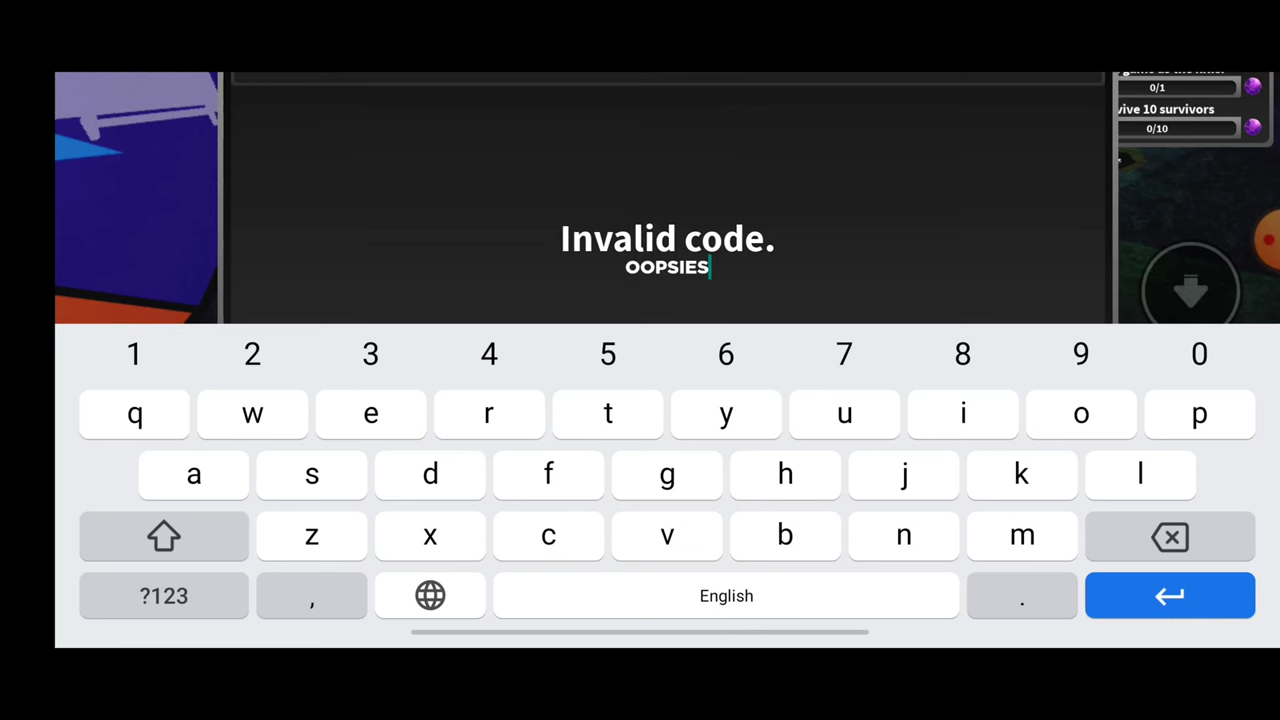 0/1
vive 10 survivors
0/10
Invalid code.
OOPSIES
1 2 3 4 5 6 7 8 9 0
q w e r t y u i o p
a s d f g h j k l
z x c v b n m
?123 , English .